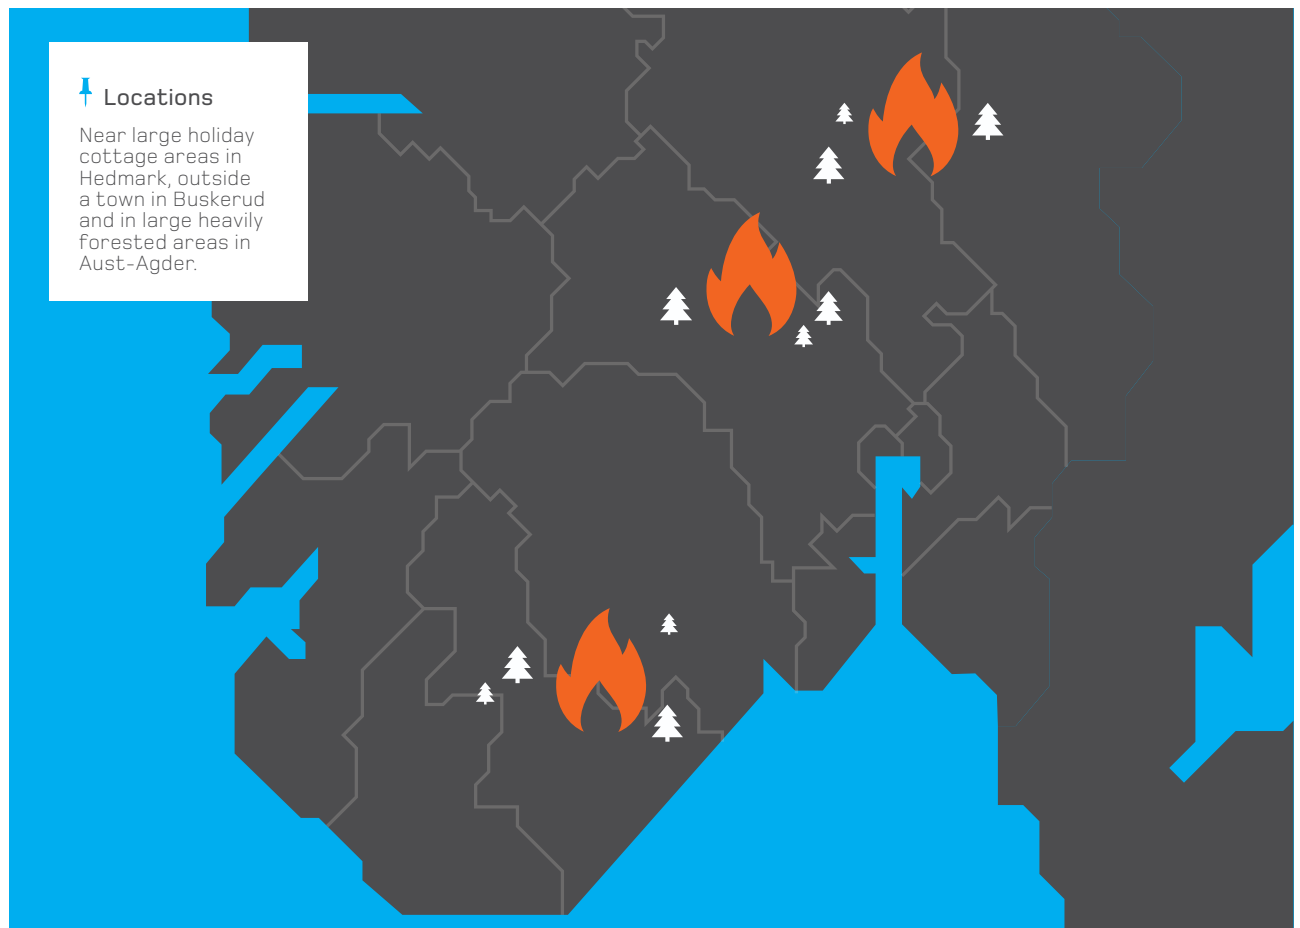 Locations
Near large holiday
cottage areas in
Hedmark, outside
a town in Buskerud
and in large heavily
forested areas in
Aust-Agder.